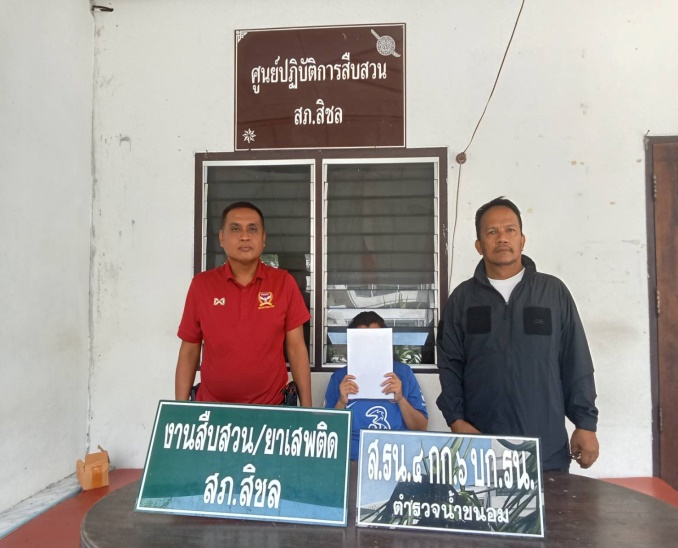 ศูนย์ปฏิบัติการสืบสวน
สภ.สิชล
งานสืบสวน/ยาเสพติด
สภ.สิชล
ส.รน.๔ กก.๖ บก.รน.
ตำรวจน้ำขนอม
3